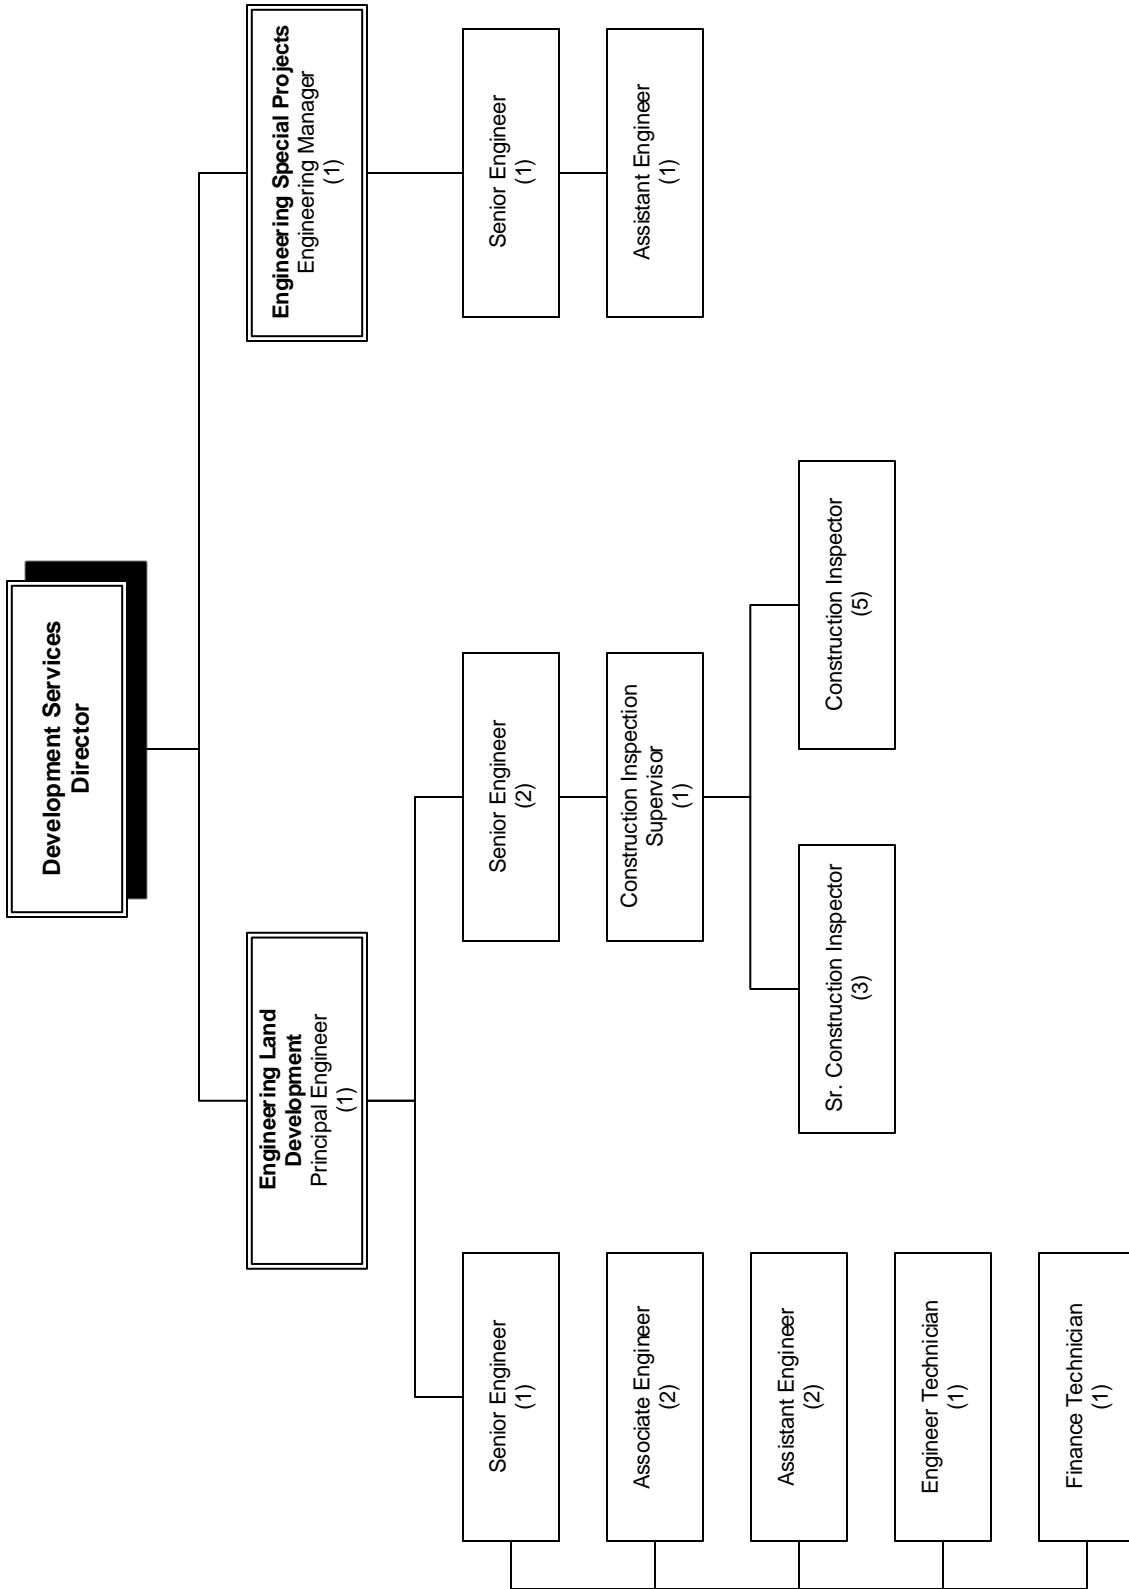 Development Services
Director
Engineering Land
Development
Principal Engineer
(1)
Engineering Special Projects
Engineering Manager
(1)
Senior Engineer
(1)
Senior Engineer
(2)
Senior Engineer
(1)
Associate Engineer
(2)
Construction Inspection
Supervisor
(1)
Assistant Engineer
(1)
Assistant Engineer
(2)
Sr. Construction Inspector
(3)
Construction Inspector
(5)
Engineer Technician
(1)
Finance Technician
(1)